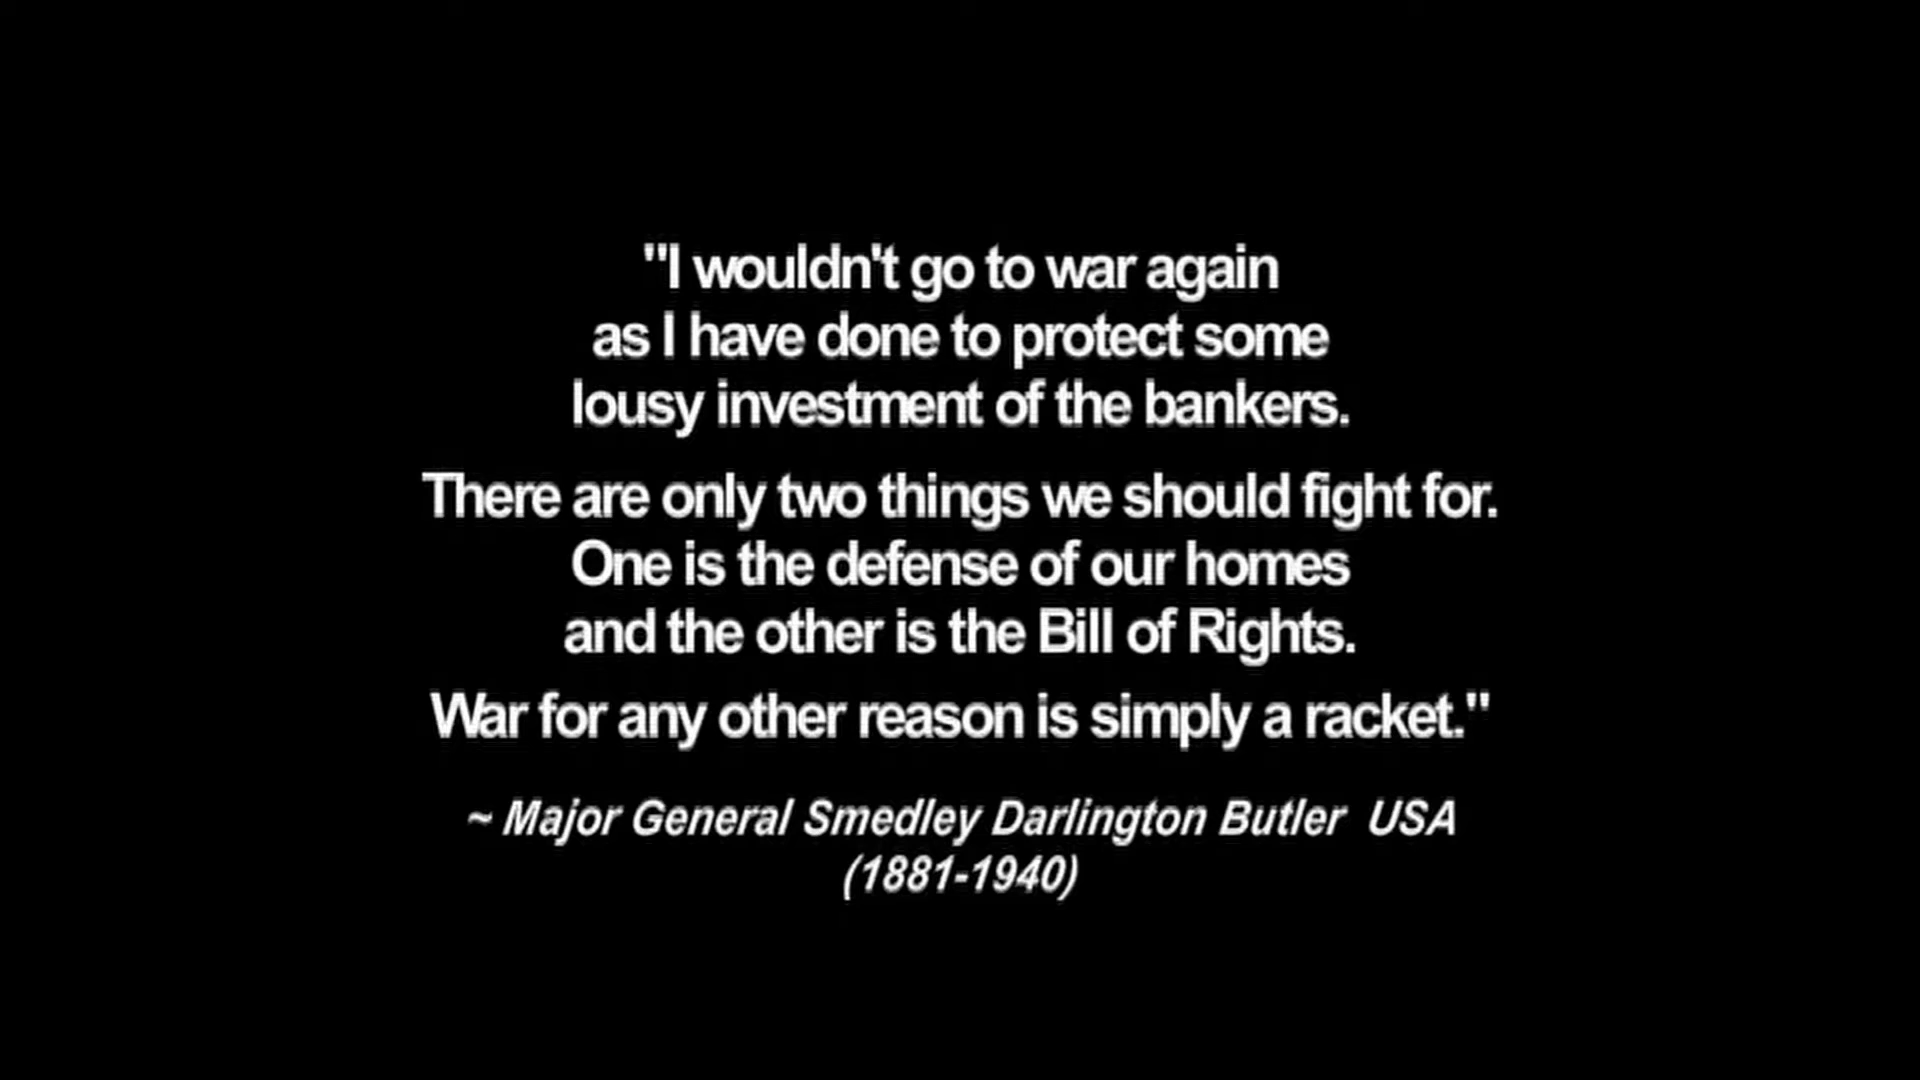 "I wouldn't go to war again
as I have done to protect some
lousy investment of the bankers.
There are only two things we should fight for.
One is the defense of our homes
and the other is the Bill of Rights.
War for any other reason is simply a racket."
~ Major General Smedley Darlington Butler  USA
(1881-1940)